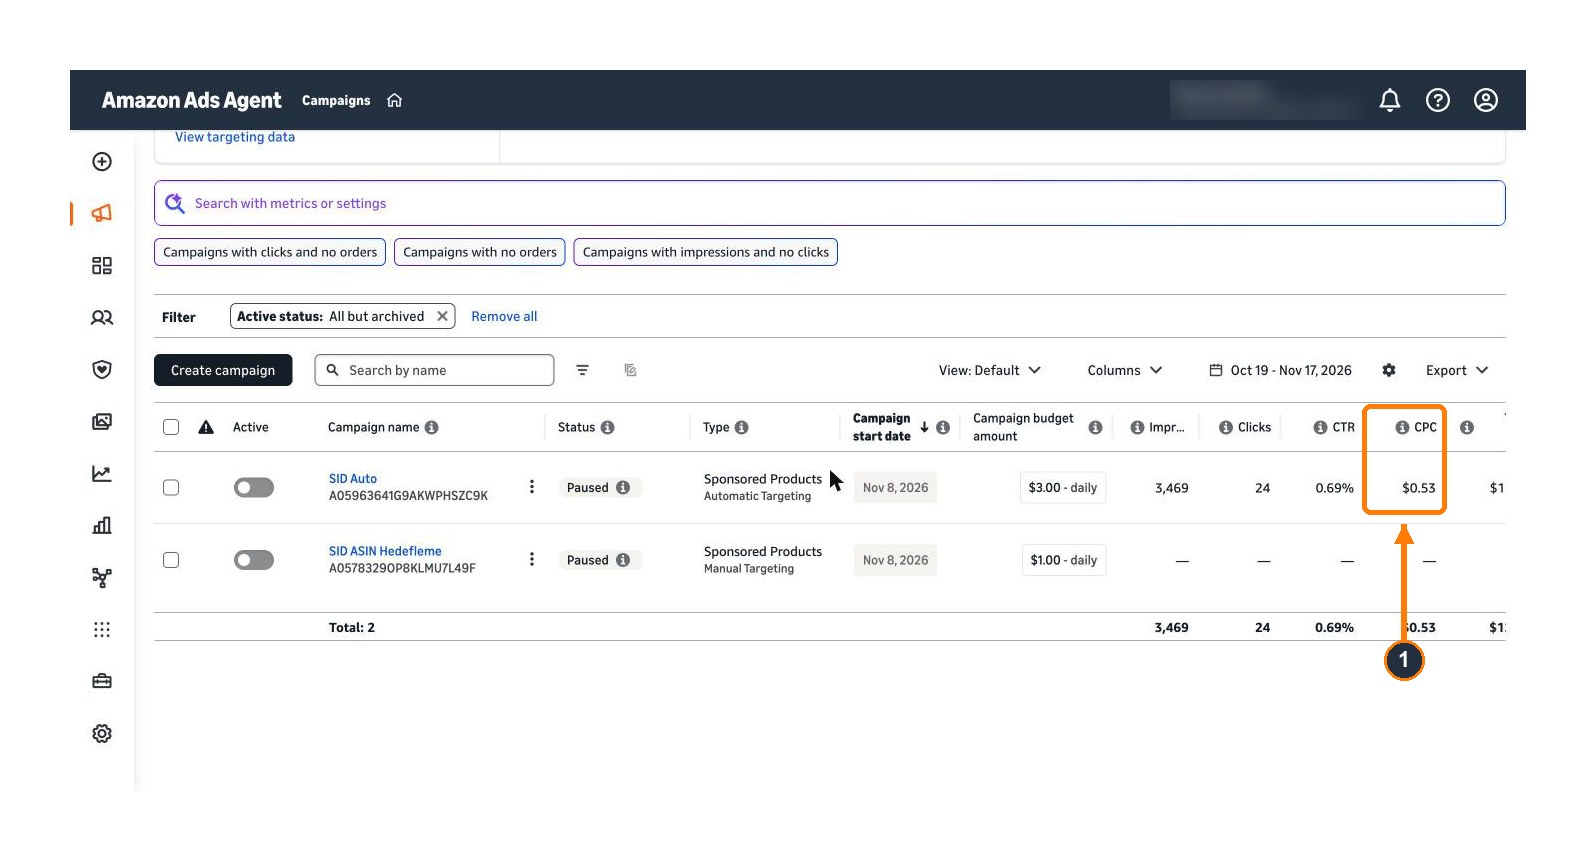 Amazon Ads Agent Campaigns
View targeting data
Search with metrics or settings
Campaigns with clicks and no orders Campaigns with no orders Campaigns with impressions and no clicks
Filter Active status: All but archived Remove all
Create campaign Search by name View: Default Columns Oct 19 - Nov 17, 2026 Export
Active Campaign name Status Type Campaign start date Campaign budget amount Impr... Clicks CTR CPC
SID Auto Paused Sponsored Products Nov 8, 2026 $3.00 - daily 3,469 24 0.69% $0.53 $1
A05963641G9AKWPHSZC9K Automatic Targeting
SID ASIN Hedefleme Paused Sponsored Products Nov 8, 2026 $1.00 - daily — — — —
A0578329OP8KLMU7L49F Manual Targeting
Total: 2 3,469 24 0.69% $0.53 $1
1